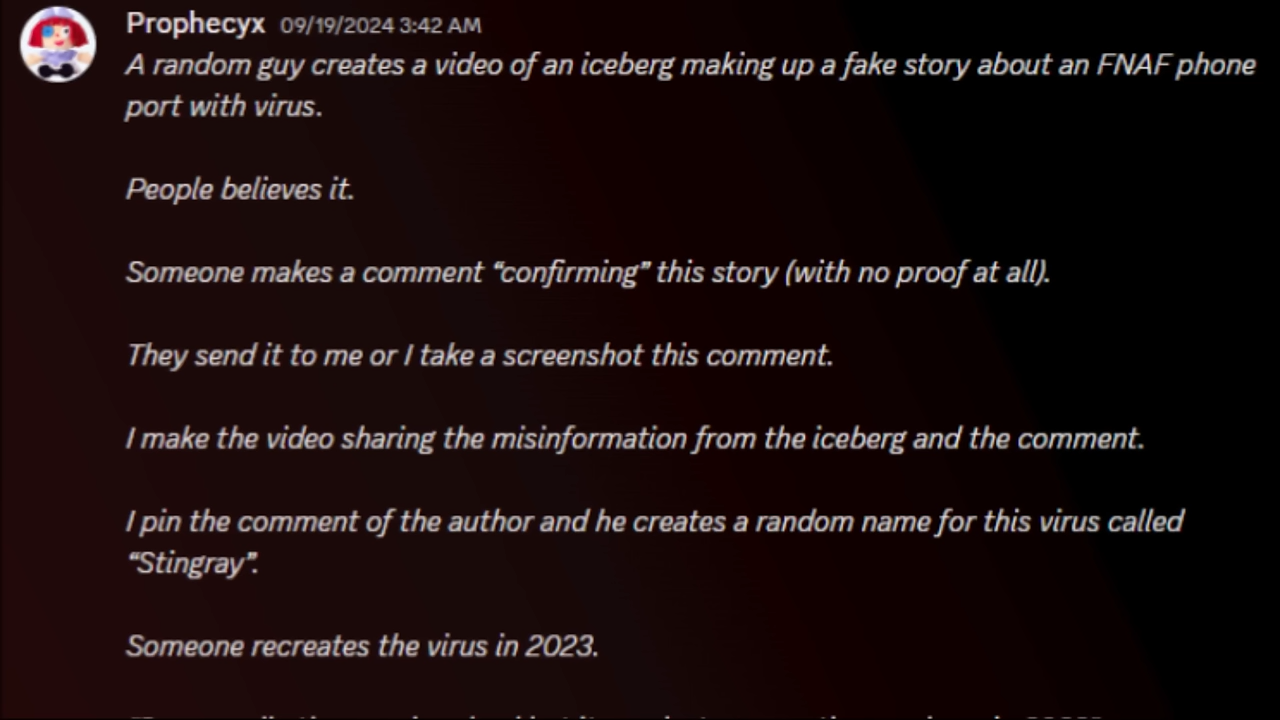 Prophecyx 09/19/2024 3:42 AM
A random guy creates a video of an iceberg making up a fake story about an FNAF phone
port with virus.
People believes it.
Someone makes a comment “confirming” this story (with no proof at all).
They send it to me or I take a screenshot this comment.
I make the video sharing the misinformation from the iceberg and the comment.
I pin the comment of the author and he creates a random name for this virus called
“Stingray”.
Someone recreates the virus in 2023.